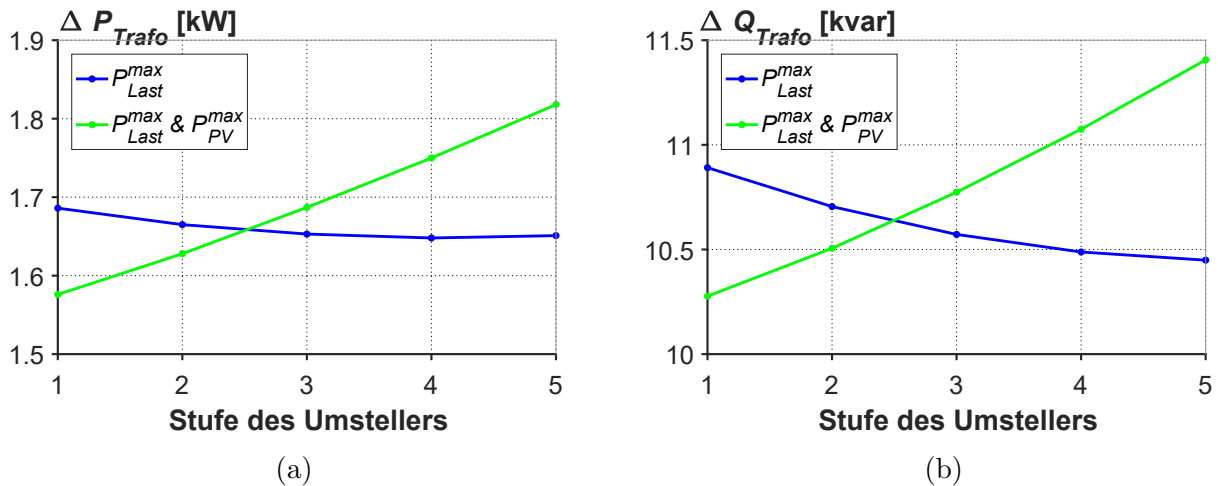 Δ P_Trafo [kW]
1.9
1.8
1.7
1.6
1.5
P_Last^max
P_Last^max & P_PV^max
1 2 3 4 5
Stufe des Umstellers
(a)
Δ Q_Trafo [kvar]
11.5
11
10.5
10
P_Last^max
P_Last^max & P_PV^max
1 2 3 4 5
Stufe des Umstellers
(b)